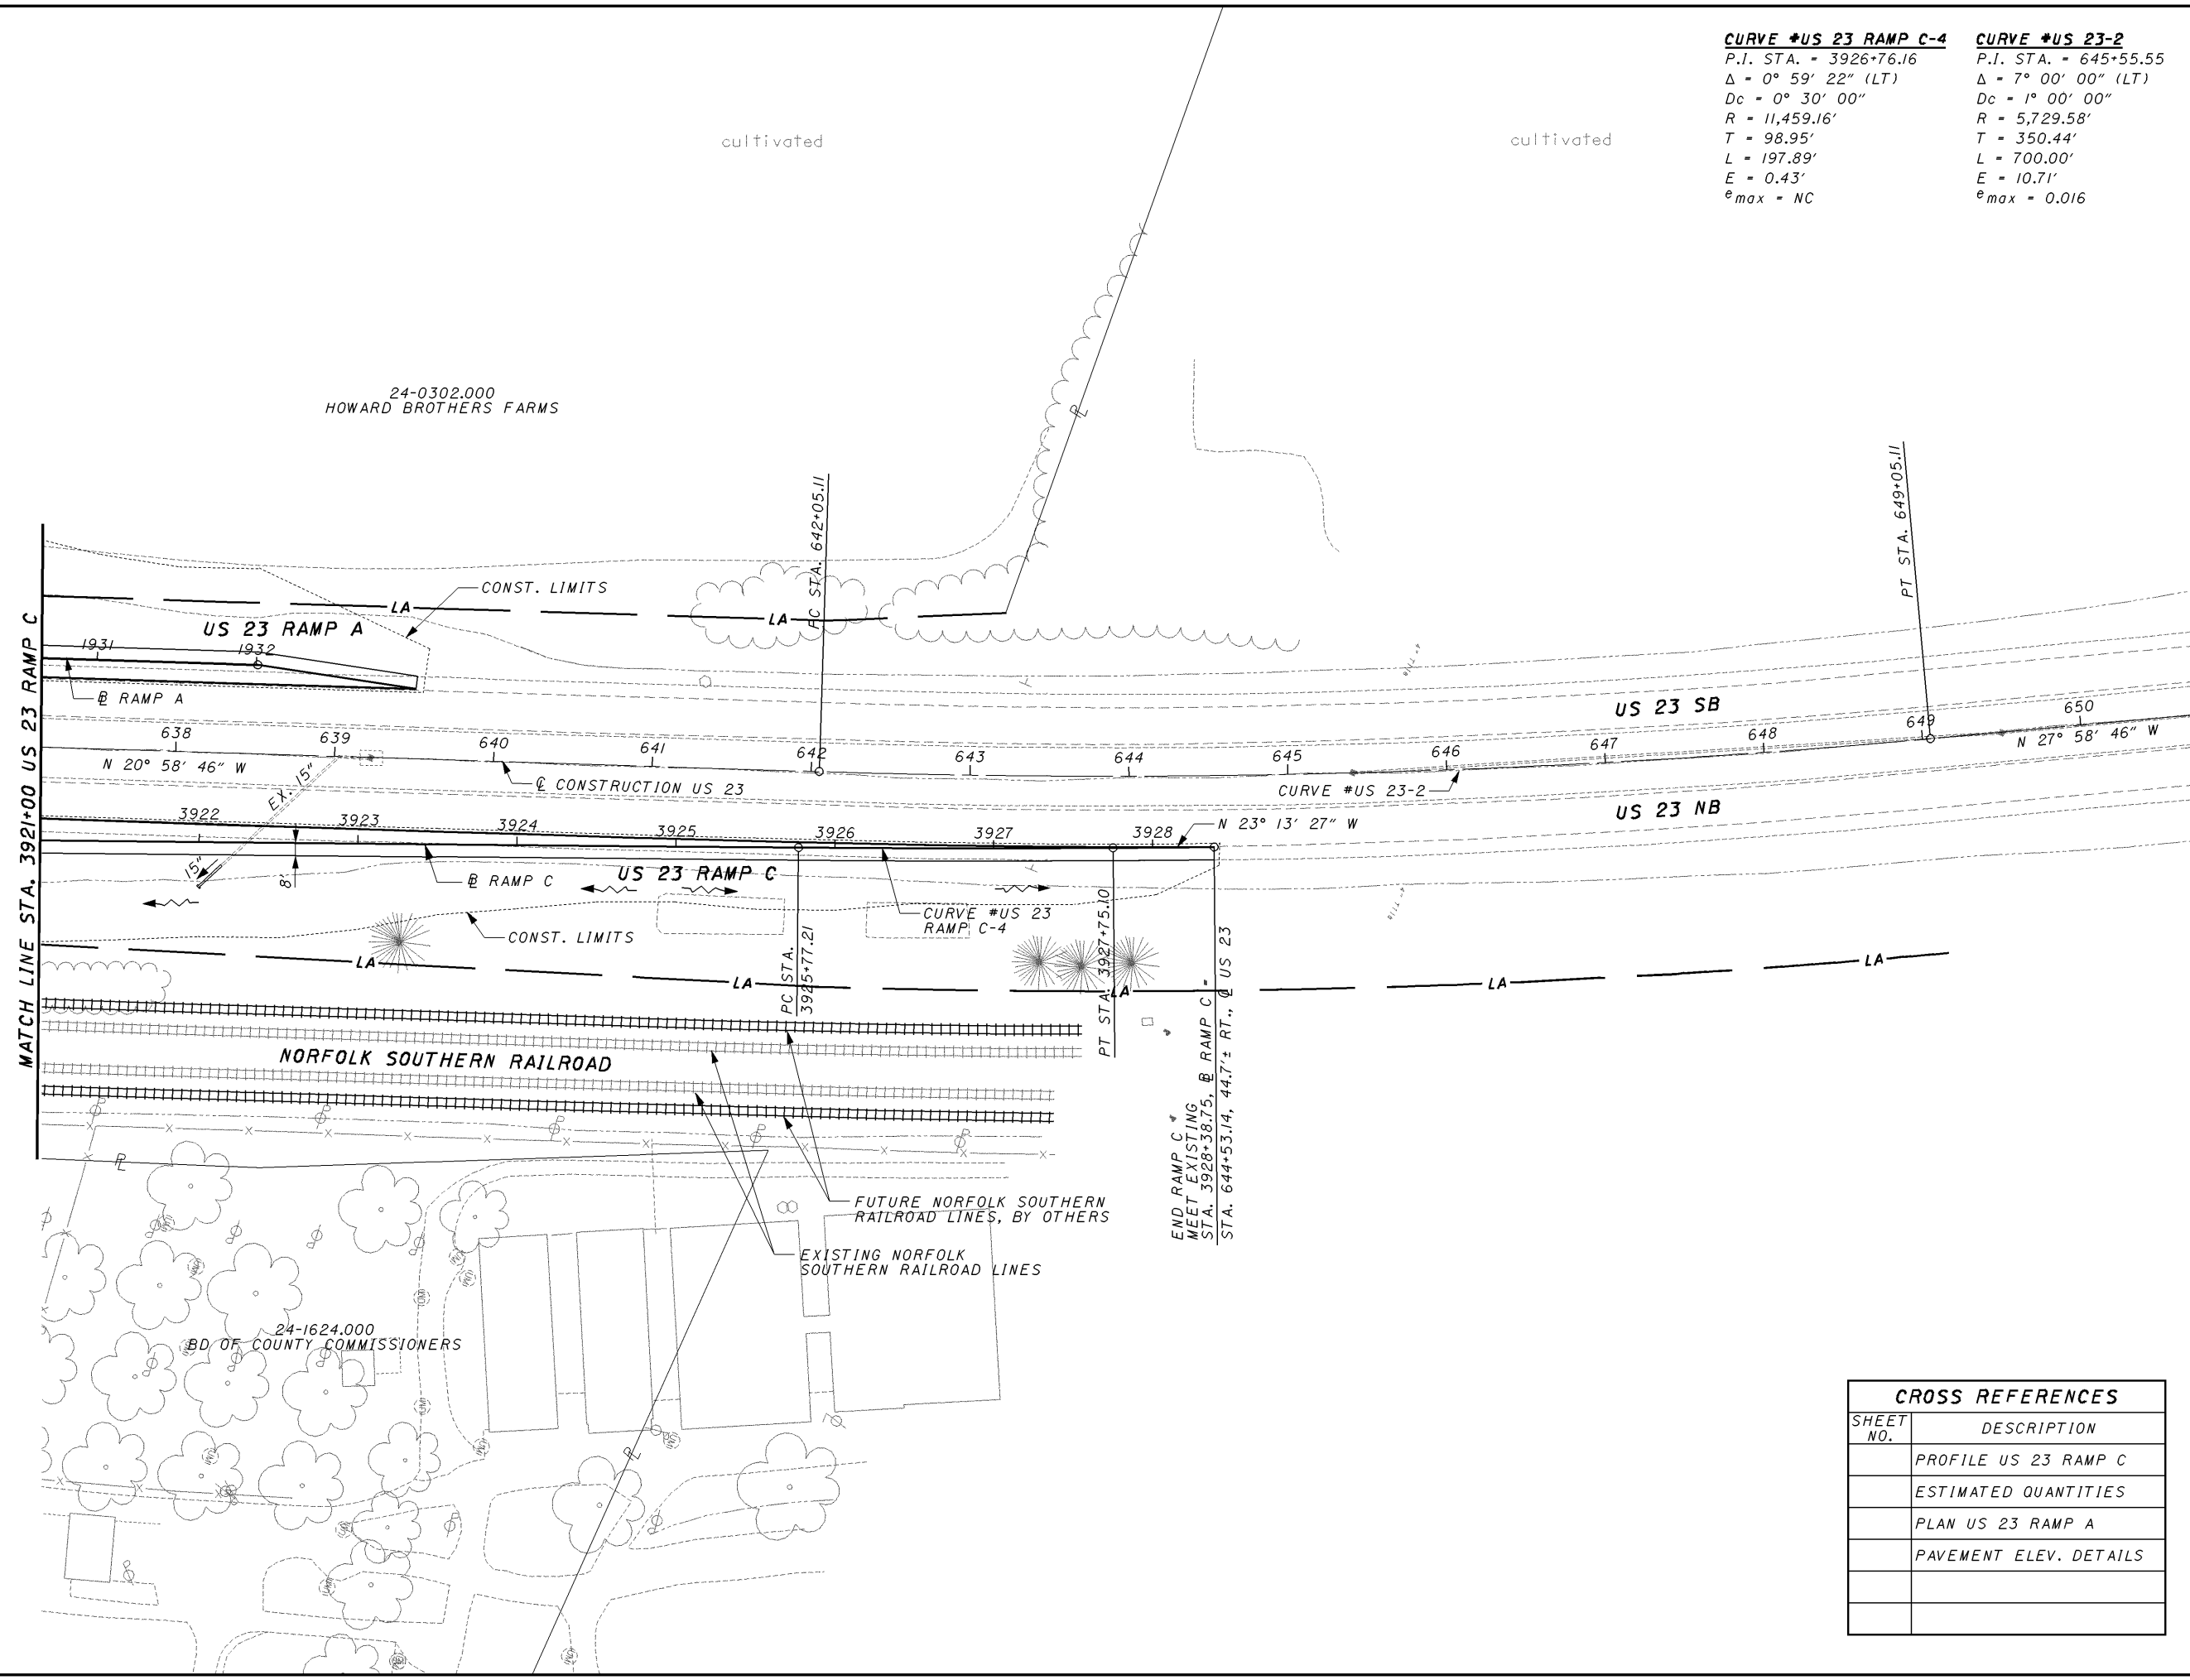 CURVE #US 23 RAMP C-4
P.I. STA. = 3926+76.16
Δ = 0° 59' 22" (LT)
Dc = 0° 30' 00"
R = 11,459.16'
T = 98.95'
L = 197.89'
E = 0.43'
emax = NC
CURVE #US 23-2
P.I. STA. = 645+55.55
Δ = 7° 00' 00" (LT)
Dc = 1° 00' 00"
R = 5,729.58'
T = 350.44'
L = 700.00'
E = 10.71'
emax = 0.016
cultivated
cultivated
24-0302.000
HOWARD BROTHERS FARMS
PL
PC STA. 642+05.11
PT STA. 649+05.11
MATCH LINE STA. 3921+00 US 23 RAMP C
CONST. LIMITS
LA
LA
US 23 RAMP A
1931
1932
℄ RAMP A
US 23 SB
638
639
640
641
642
643
644
645
646
647
648
649
650
N 20° 58' 46" W
N 27° 58' 46" W
EX. 15"
℄ CONSTRUCTION US 23
CURVE #US 23-2
US 23 NB
3922
3923
3924
3925
3926
3927
3928
N 23° 13' 27" W
15"
8'
℄ RAMP C
US 23 RAMP C
CURVE #US 23
RAMP C-4
CONST. LIMITS
LA
LA
LA
LA
LA
PC STA.
3925+77.21
PT STA. 3927+75.10
END RAMP C
MEET EXISTING
STA. 3928+38.75, ℄ RAMP C =
STA. 644+53.14, 44.7'± RT., ℄ US 23
NORFOLK SOUTHERN RAILROAD
PL
FUTURE NORFOLK SOUTHERN
RAILROAD LINES, BY OTHERS
EXISTING NORFOLK
SOUTHERN RAILROAD LINES
24-1624.000
BD OF COUNTY COMMISSIONERS
PL
CROSS REFERENCES
SHEET NO.
DESCRIPTION
PROFILE US 23 RAMP C
ESTIMATED QUANTITIES
PLAN US 23 RAMP A
PAVEMENT ELEV. DETAILS